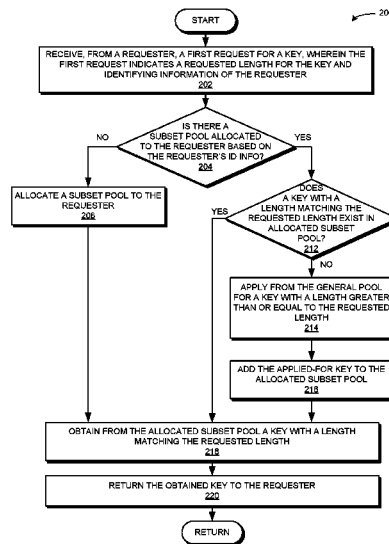 START
200
RECEIVE, FROM A REQUESTER, A FIRST REQUEST FOR A KEY, WHEREIN THE
FIRST REQUEST INDICATES A REQUESTED LENGTH FOR THE KEY AND
IDENTIFYING INFORMATION OF THE REQUESTER
202
IS THERE A
SUBSET POOL ALLOCATED
TO THE REQUESTER BASED ON
THE REQUESTER'S ID INFO?
204
NO
YES
ALLOCATE A SUBSET POOL TO THE
REQUESTER
206
DOES
A KEY WITH A
LENGTH MATCHING THE
REQUESTED LENGTH EXIST IN
ALLOCATED SUBSET
POOL?
212
YES
NO
APPLY FROM THE GENERAL POOL
FOR A KEY WITH A LENGTH GREATER
THAN OR EQUAL TO THE REQUESTED
LENGTH
214
ADD THE APPLIED-FOR KEY TO THE
ALLOCATED SUBSET POOL
216
OBTAIN FROM THE ALLOCATED SUBSET POOL A KEY WITH A LENGTH
MATCHING THE REQUESTED LENGTH
218
RETURN THE OBTAINED KEY TO THE REQUESTER
220
RETURN